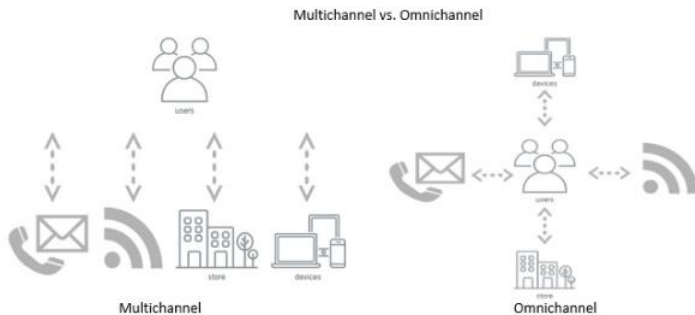 Multichannel vs. Omnichannel
users
store
devices
Multichannel
devices
users
store
Omnichannel